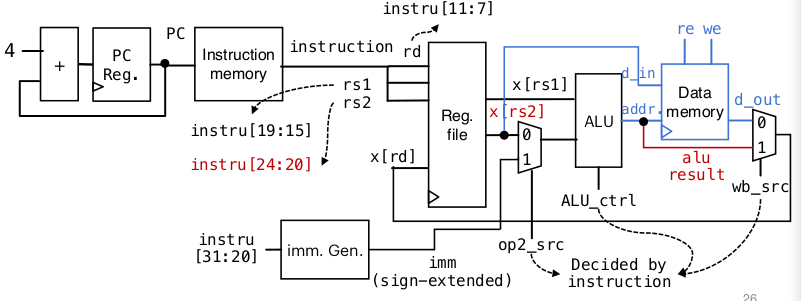 instru[11:7]
re we
PC
4
+
PC
Reg.
Instruction
memory
instruction
rd
rs1
rs2
instru[19:15]
instru[24:20]
x[rd]
Reg.
file
x[rs1]
x[rs2]
0
1
ALU
d_in
addr.
Data
memory
d_out
0
1
alu
result
wb_src
ALU_ctrl
instru
[31:20]
imm. Gen.
imm
(sign-extended)
op2_src
Decided by
instruction
26